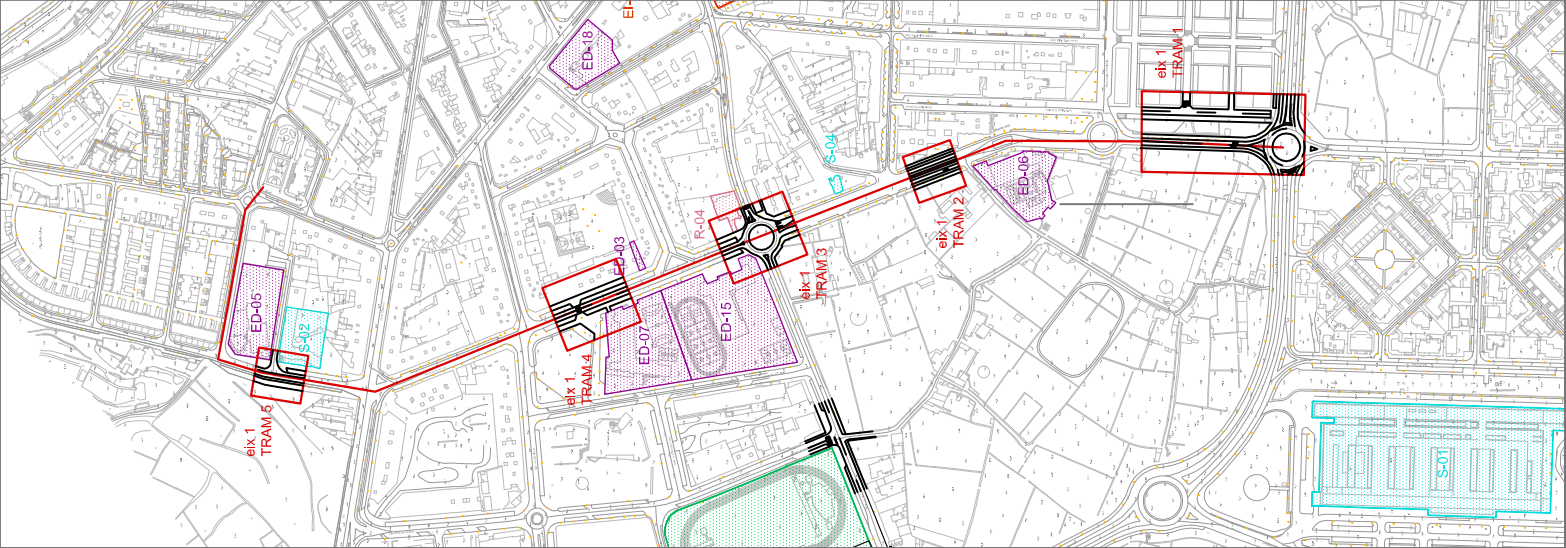 EI-
ED-18
eix 1
TRAM 1
S-04
ED-06
R-04
eix 1
TRAM 2
ED-03
eix 1
TRAM 3
ED-05
S-02
ED-15
ED-07
eix 1
TRAM 4
eix 1
TRAM 5
S-01